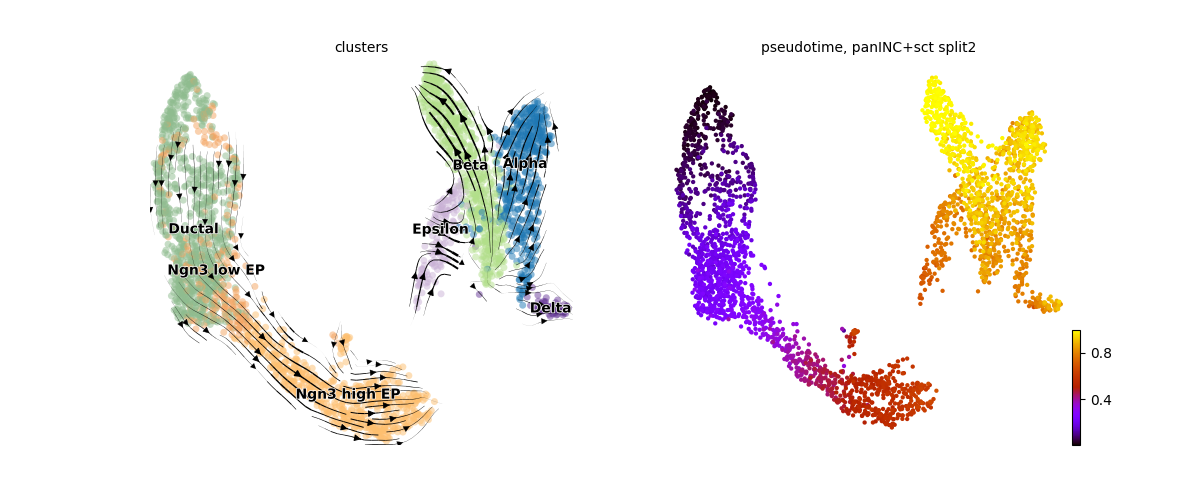 clusters
pseudotime, panINC+sct split2
Beta
Alpha
Ductal
Epsilon
Ngn3 low EP
Delta
Ngn3 high EP
0.8
0.4